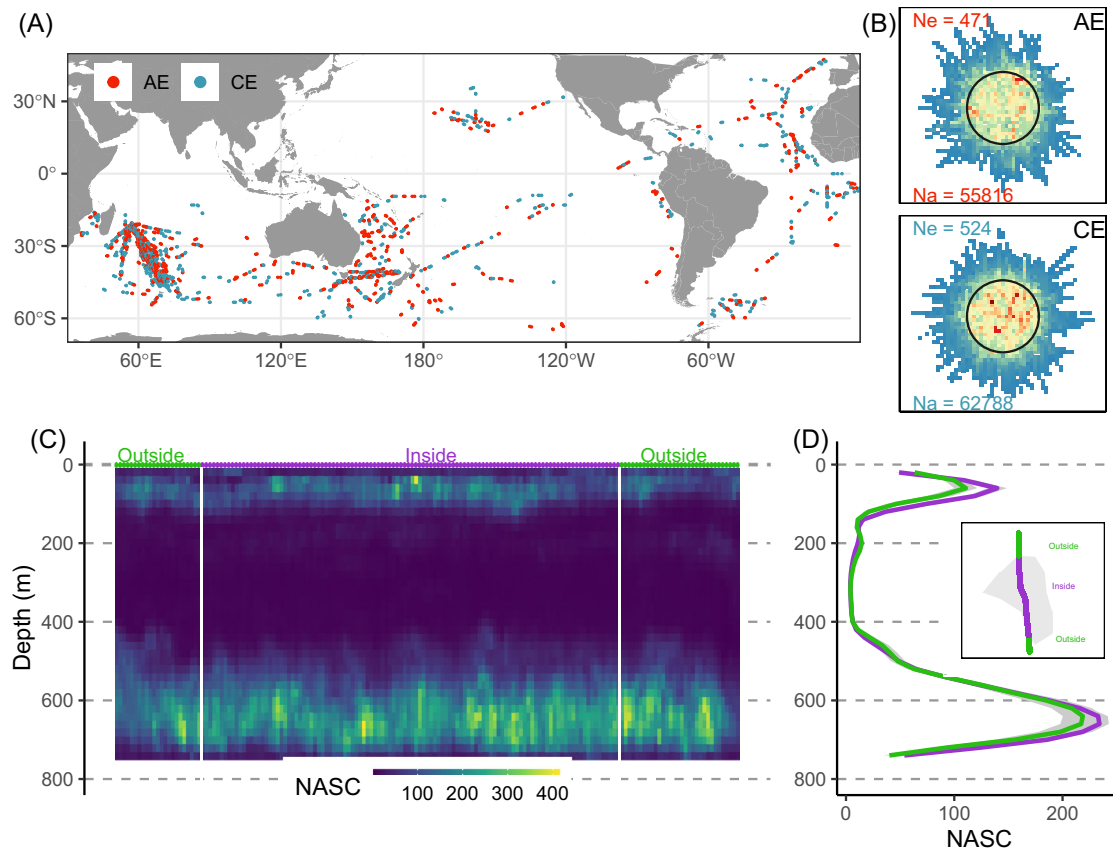 (A)
AE CE
30°N
0°
30°S
60°S
60°E 120°E 180° 120°W 60°W
(B)
Ne = 471 AE
Na = 55816
Ne = 524 CE
Na = 62788
(C)
Outside Inside Outside
0
200
400
600
800
Depth (m)
NASC
100 200 300 400
(D)
0
200
400
600
800
Outside
Inside
Outside
0 100 200
NASC